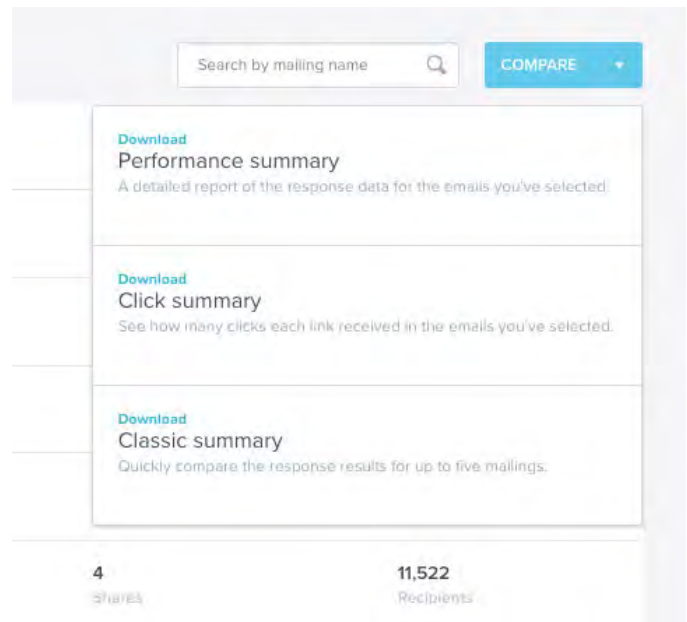 Search by mailing name
COMPARE
Download
Performance summary
A detailed report of the response data for the emails you've selected.
Download
Click summary
See how many clicks each link received in the emails you've selected.
Download
Classic summary
Quickly compare the response results for up to five mailings.
4 11,522
Shares Recipients